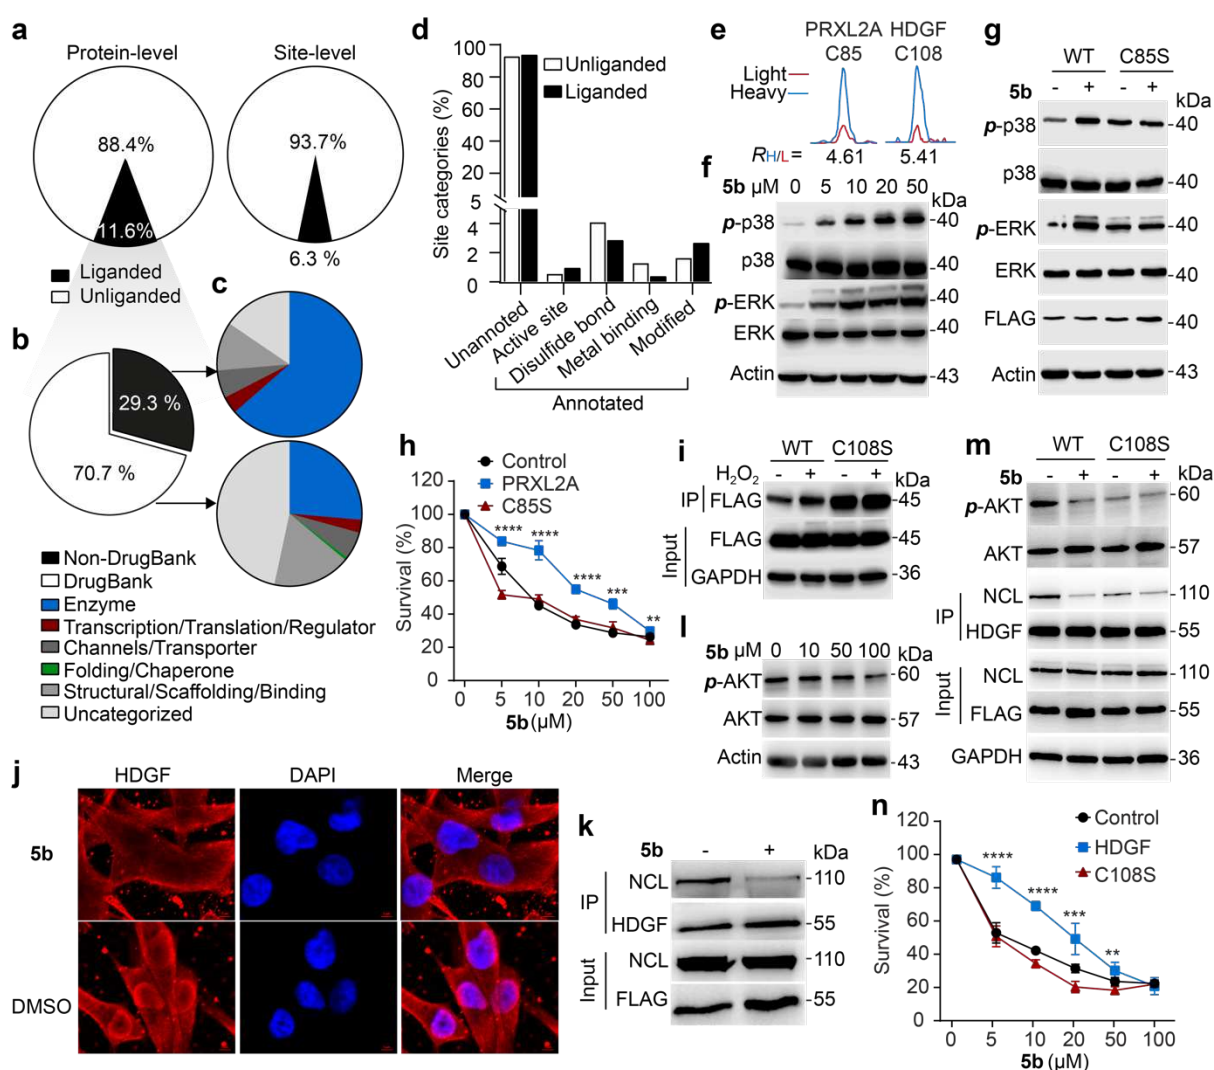 a
Protein-level
Site-level
88.4%
93.7%
11.6%
6.3 %
Liganded
Unliganded
b
29.3 %
70.7 %
c
Non-DrugBank
DrugBank
Enzyme
Transcription/Translation/Regulator
Channels/Transporter
Folding/Chaperone
Structural/Scaffolding/Binding
Uncategorized
d
Site categories (%)
100
80
60
40
20
5
4
2
0
Unliganded
Liganded
Unannoted
Active site
Disulfide bond
Metal binding
Modified
Annotated
e
PRXL2A HDGF
C85 C108
Light
Heavy
RH/L = 4.61 5.41
f
5b µM 0 5 10 20 50
kDa
p-p38 -40
p38 -40
p-ERK -40
ERK -40
Actin -43
g
WT C85S
5b - + - + kDa
p-p38 -40
p38 -40
p-ERK -40
ERK -40
FLAG -40
Actin -43
h
Control
PRXL2A
C85S
Survival (%)
120
100
80
60
40
20
0
**** **** **** *** **
0 5 10 20 50 100
5b (µM)
i
WT C108S
H2O2 - + - + kDa
IP FLAG -45
Input
FLAG -45
GAPDH -36
l
5b µM 0 10 50 100 kDa
p-AKT -60
AKT -57
Actin -43
m
WT C108S
5b - + - + kDa
p-AKT 60
AKT -57
IP
NCL -110
HDGF -55
Input
NCL -110
FLAG -55
GAPDH -36
j
HDGF DAPI Merge
5b
DMSO
k
5b - + kDa
IP
NCL -110
HDGF -55
Input
NCL -110
FLAG -55
n
Control
HDGF
C108S
Survival (%)
120
100
80
60
40
20
0
**** **** *** **
0 5 10 20 50 100
5b (µM)